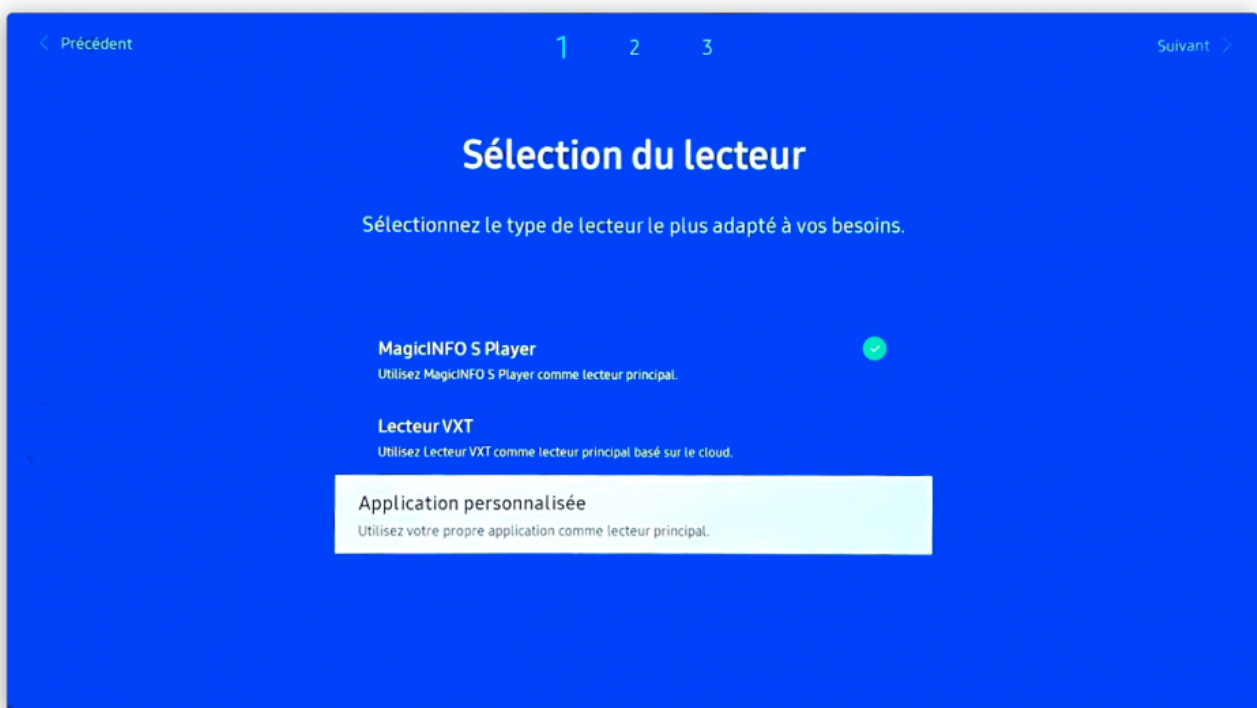 Précédent
1 2 3
Suivant
Sélection du lecteur
Sélectionnez le type de lecteur le plus adapté à vos besoins.
MagicINFO S Player
Utilisez MagicINFO S Player comme lecteur principal.
Lecteur VXT
Utilisez Lecteur VXT comme lecteur principal basé sur le cloud.
Application personnalisée
Utilisez votre propre application comme lecteur principal.